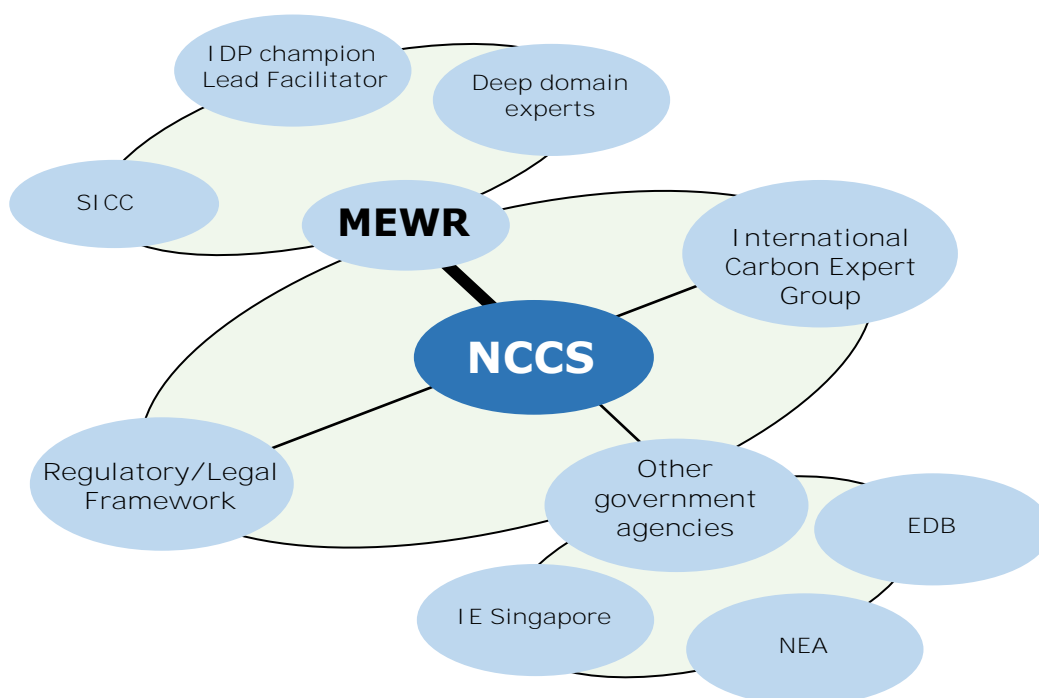 IDP champion
Lead Facilitator
Deep domain
experts
SICC
MEWR
International
Carbon Expert
Group
NCCS
Regulatory/Legal
Framework
Other
government
agencies
EDB
IE Singapore
NEA